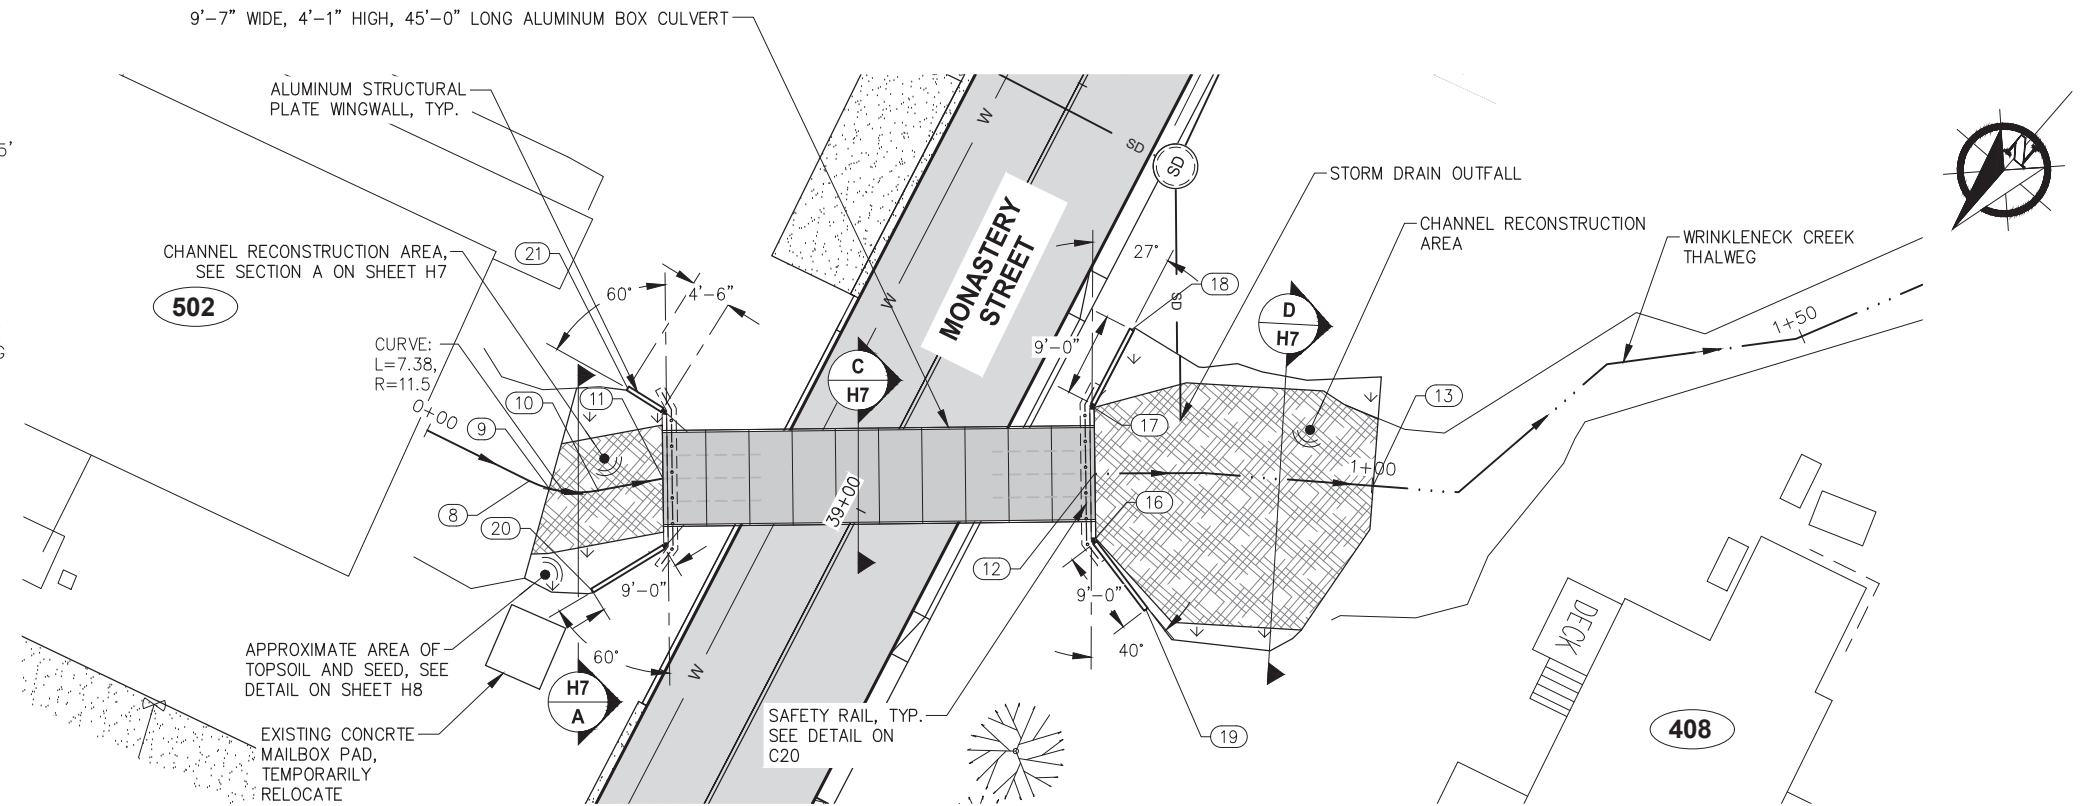 9'-7" WIDE, 4'-1" HIGH, 45'-0" LONG ALUMINUM BOX CULVERT
ALUMINUM STRUCTURAL
PLATE WINGWALL, TYP.
5'
G
CHANNEL RECONSTRUCTION AREA,
SEE SECTION A ON SHEET H7
502
21
60°
4'-6"
CURVE:
L=7.38,
R=11.5
0+00
9
10
11
8
20
9'-0"
60°
H7
A
APPROXIMATE AREA OF
TOPSOIL AND SEED, SEE
DETAIL ON SHEET H8
EXISTING CONCRTE
MAILBOX PAD,
TEMPORARILY
RELOCATE
W
W
W
MONASTERY
STREET
C
H7
39+00
SD
SD
SD
STORM DRAIN OUTFALL
CHANNEL RECONSTRUCTION
AREA
WRINKLENECK CREEK
THALWEG
N
27°
18
9'-0"
D
H7
17
13
1+00
1+50
16
12
9'-0"
40°
19
SAFETY RAIL, TYP.
SEE DETAIL ON
C20
DECK
408